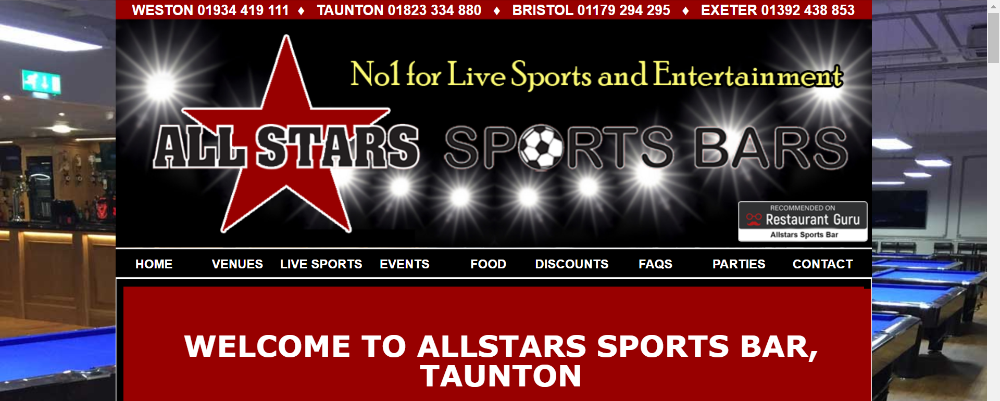 WESTON 01934 419 111 ♦ TAUNTON 01823 334 880 ♦ BRISTOL 01179 294 295 ♦ EXETER 01392 438 853
No1 for Live Sports and Entertainment
ALL STARS SPORTS BARS
RECOMMENDED ON
Restaurant Guru
Allstars Sports Bar
HOME VENUES LIVE SPORTS EVENTS FOOD DISCOUNTS FAQS PARTIES CONTACT
WELCOME TO ALLSTARS SPORTS BAR,
TAUNTON